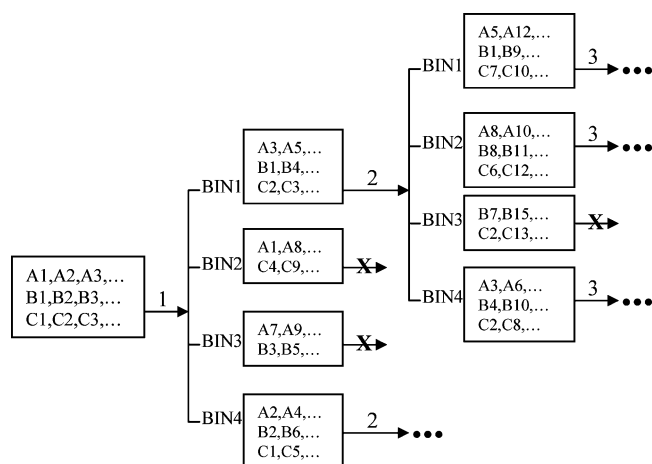 A1,A2,A3,...
B1,B2,B3,...
C1,C2,C3,...
1
BIN1
A3,A5,...
B1,B4,...
C2,C3,...
2
BIN2
A1,A8,...
C4,C9,...
X
BIN3
A7,A9,...
B3,B5,...
X
BIN4
A2,A4,...
B2,B6,...
C1,C5,...
2
•••
BIN1
A5,A12,...
B1,B9,...
C7,C10,...
3
•••
BIN2
A8,A10,...
B8,B11,...
C6,C12,...
3
•••
BIN3
B7,B15,...
C2,C13,...
X
BIN4
A3,A6,...
B4,B10,...
C2,C8,...
3
•••